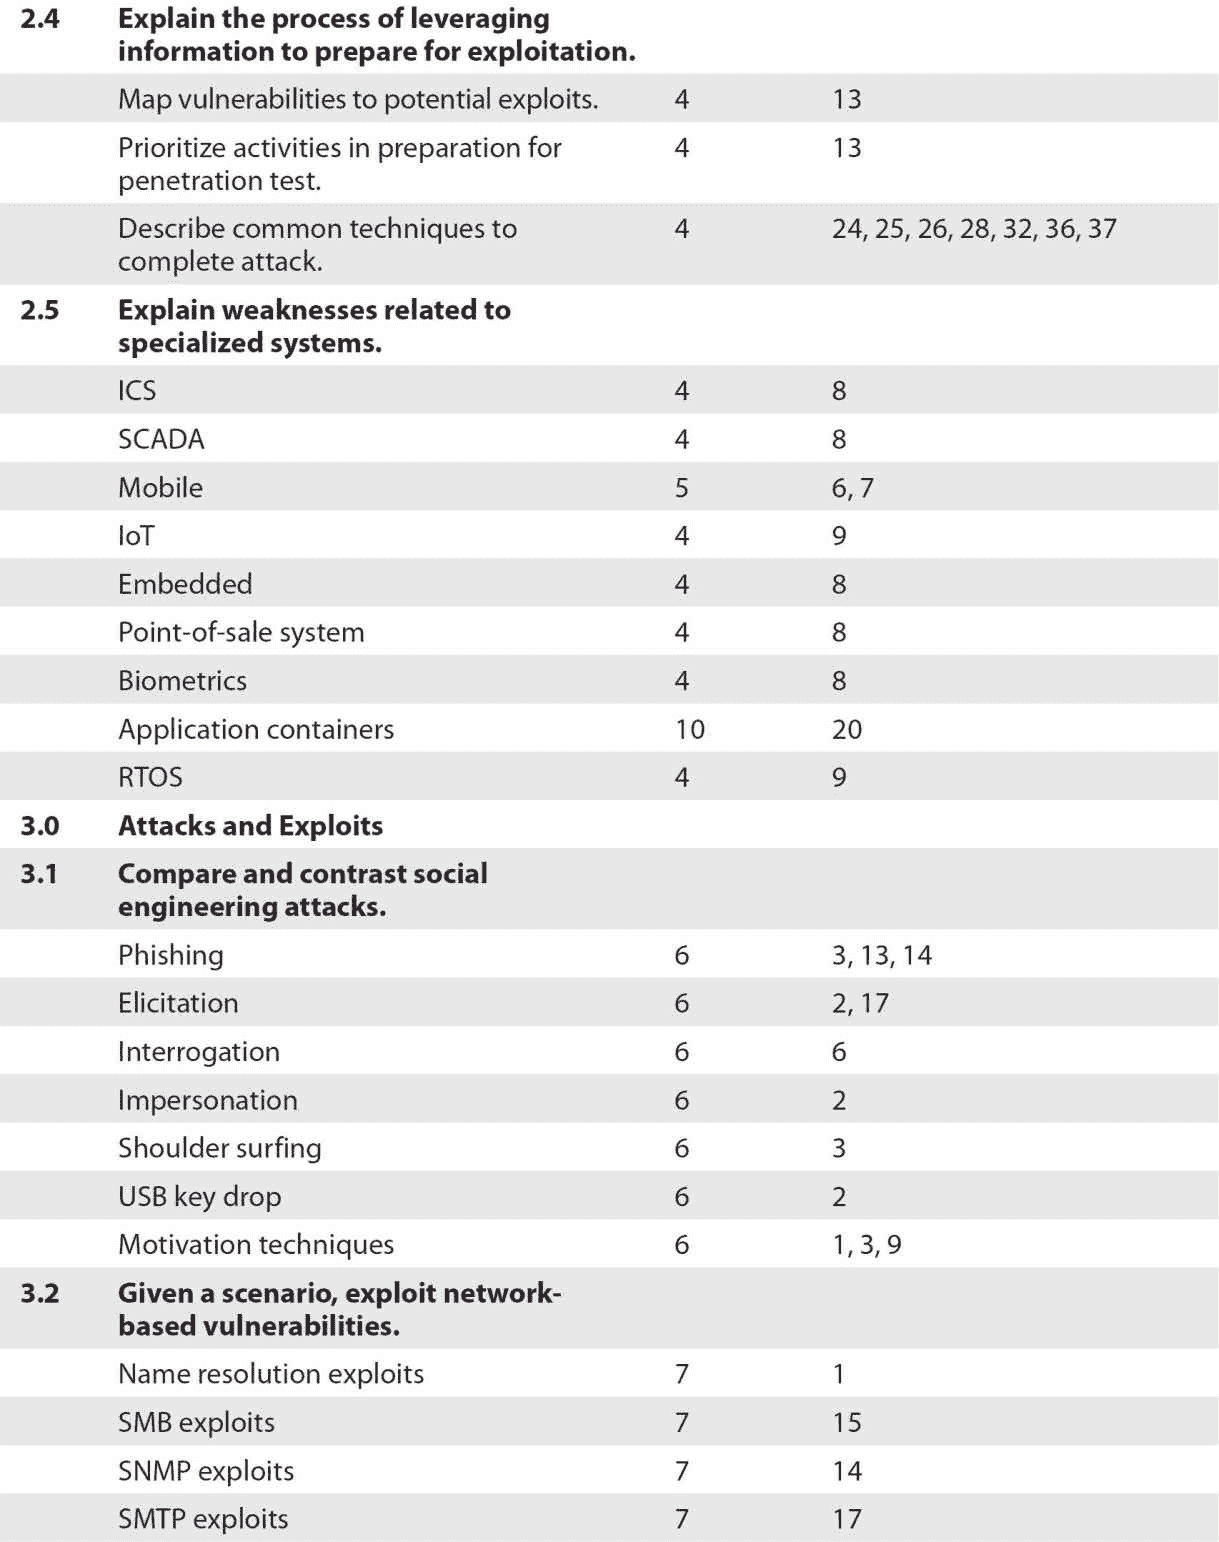 2.4 Explain the process of leveraging
information to prepare for exploitation.
Map vulnerabilities to potential exploits. 4 13
Prioritize activities in preparation for 4 13
penetration test.
Describe common techniques to 4 24, 25, 26, 28, 32, 36, 37
complete attack.
2.5 Explain weaknesses related to
specialized systems.
ICS 4 8
SCADA 4 8
Mobile 5 6, 7
IoT 4 9
Embedded 4 8
Point-of-sale system 4 8
Biometrics 4 8
Application containers 10 20
RTOS 4 9
3.0 Attacks and Exploits
3.1 Compare and contrast social
engineering attacks.
Phishing 6 3, 13, 14
Elicitation 6 2, 17
Interrogation 6 6
Impersonation 6 2
Shoulder surfing 6 3
USB key drop 6 2
Motivation techniques 6 1, 3, 9
3.2 Given a scenario, exploit network-
based vulnerabilities.
Name resolution exploits 7 1
SMB exploits 7 15
SNMP exploits 7 14
SMTP exploits 7 17